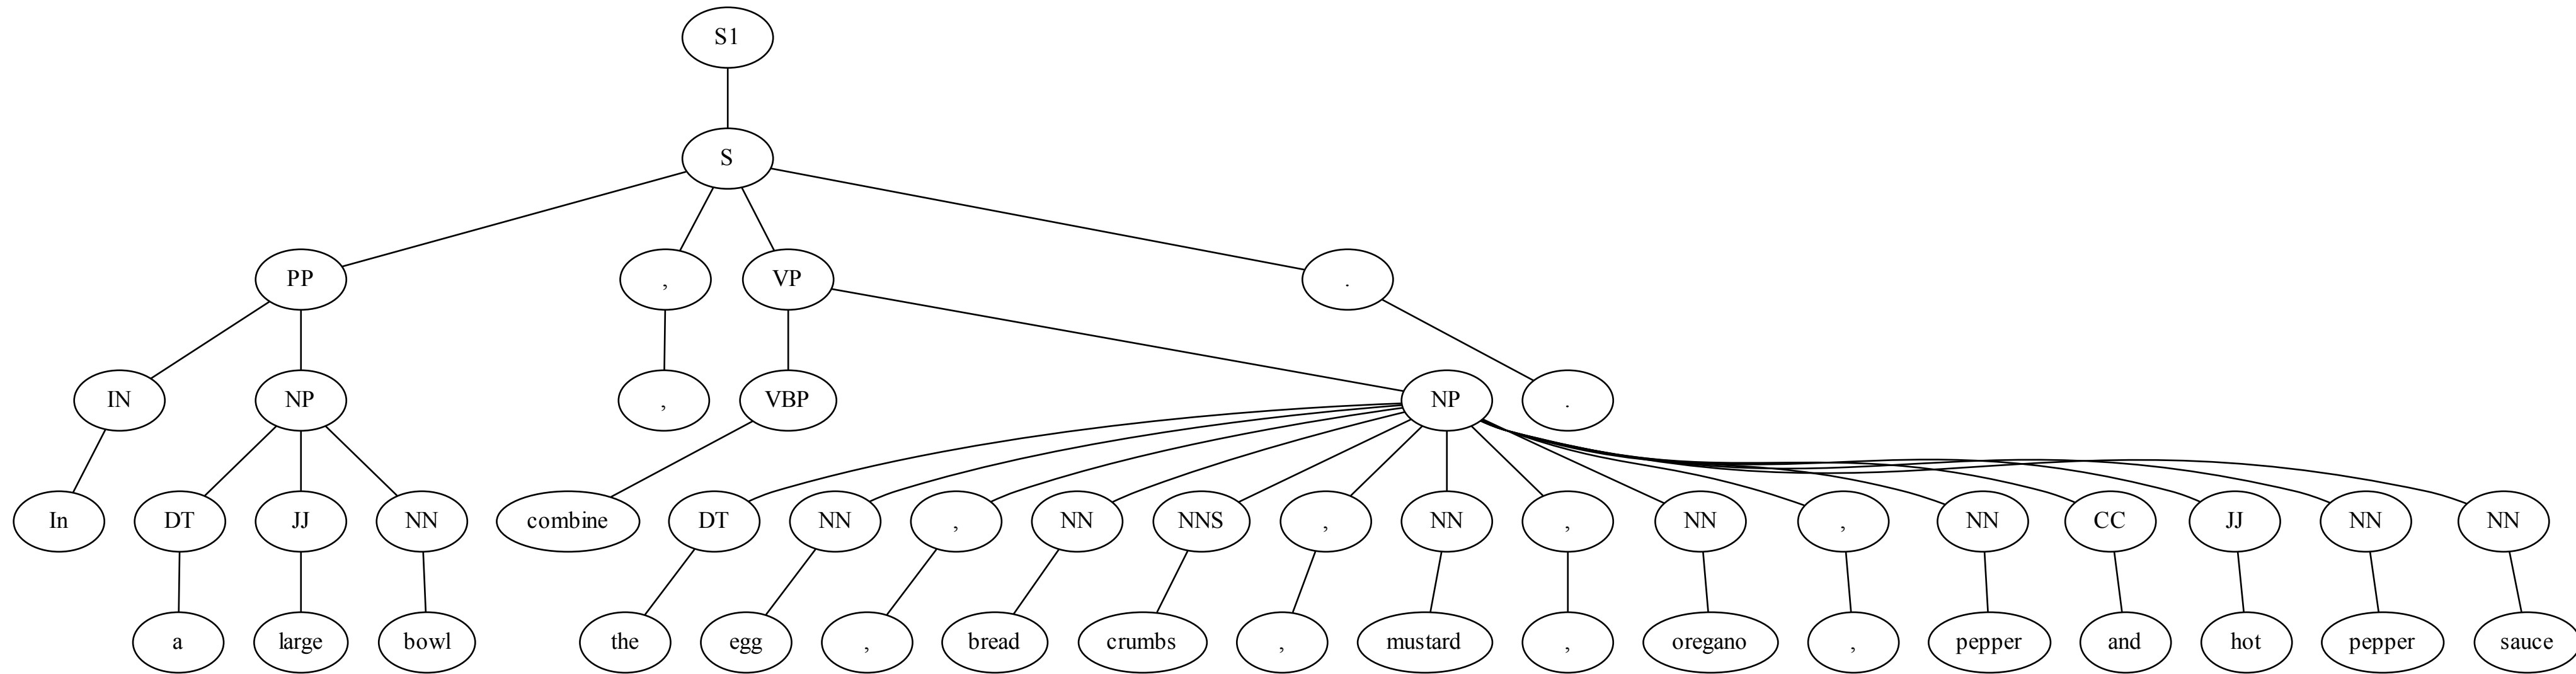 S1
S
PP , VP .
IN NP , VBP NP .
In DT JJ NN combine DT NN , NN NNS , NN , NN , NN CC JJ NN NN
a large bowl the egg , bread crumbs , mustard , oregano , pepper and hot pepper sauce